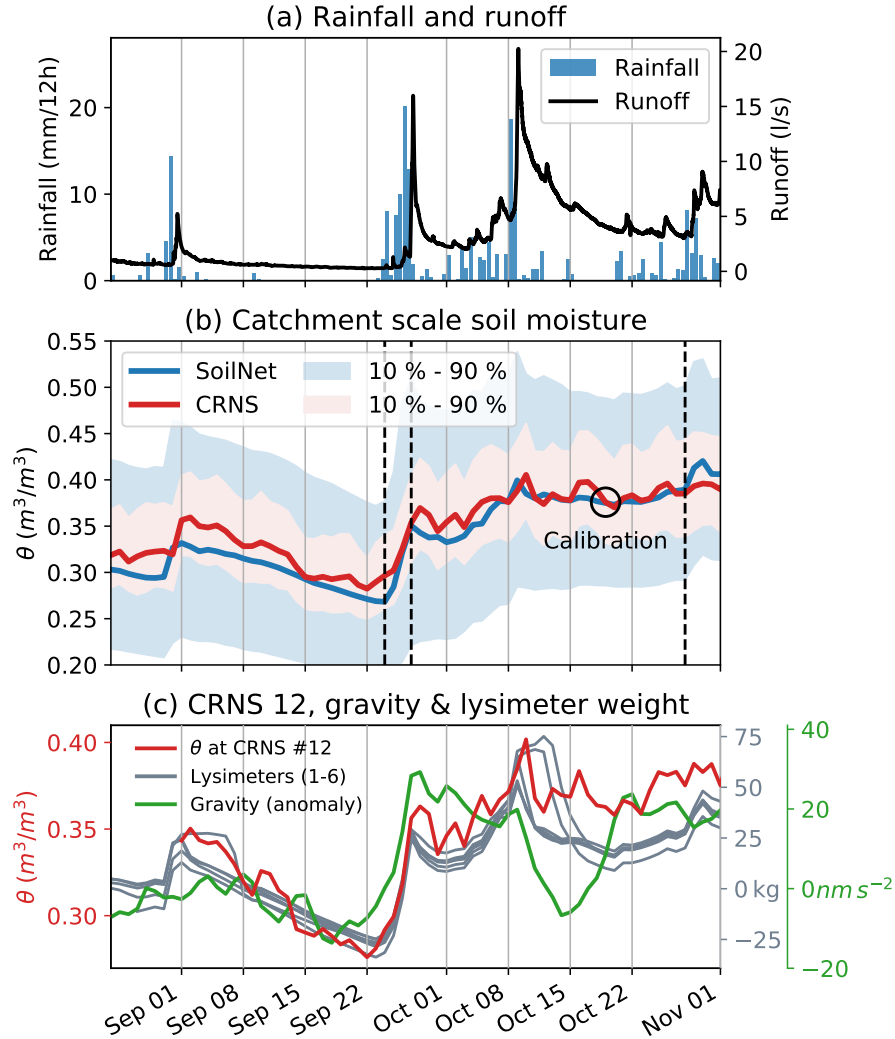 (a) Rainfall and runoff
Rainfall (mm/12h)
20
10
0
Rainfall
Runoff
20
15
10
5
0
Runoff (l/s)
(b) Catchment scale soil moisture
θ (m³/m³)
0.55
0.50
0.45
0.40
0.35
0.30
0.25
0.20
SoilNet 10 % - 90 %
CRNS 10 % - 90 %
Calibration
(c) CRNS 12, gravity & lysimeter weight
θ (m³/m³)
0.40
0.35
0.30
θ at CRNS #12
Lysimeters (1-6)
Gravity (anomaly)
75
50
25
0 kg
−25
40
20
0 nm s⁻²
−20
Sep 01 Sep 08 Sep 15 Sep 22 Oct 01 Oct 08 Oct 15 Oct 22 Nov 01